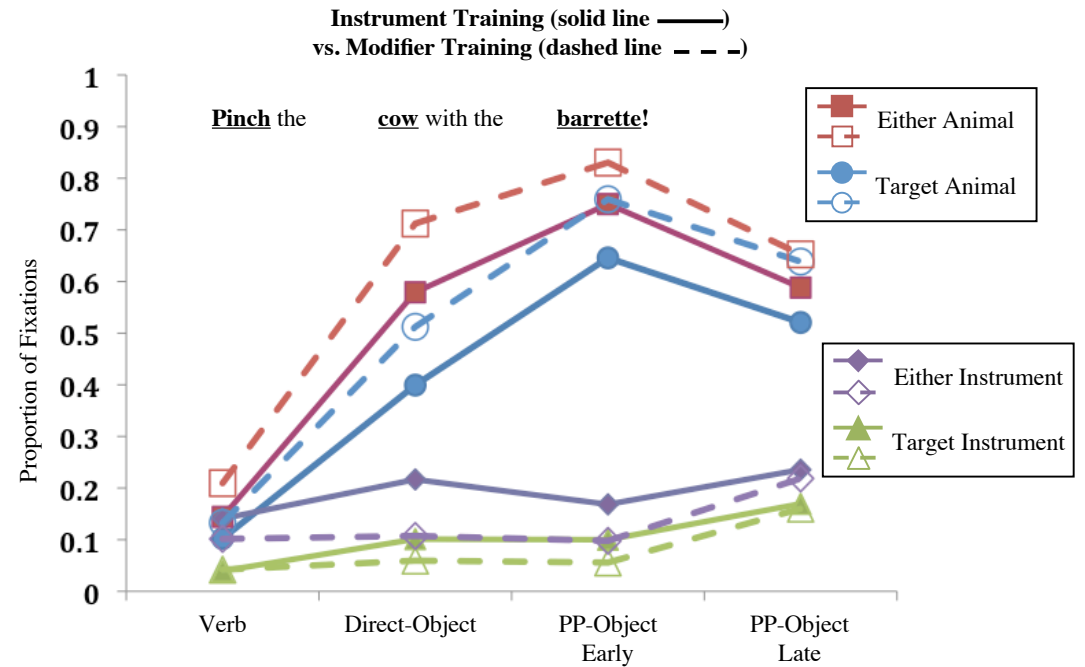 Instrument Training (solid line ——)
vs. Modifier Training (dashed line – – –)
Pinch the cow with the barrette!
Either Animal
Target Animal
Either Instrument
Target Instrument
Proportion of Fixations
1
0.9
0.8
0.7
0.6
0.5
0.4
0.3
0.2
0.1
0
Verb Direct-Object PP-Object Early PP-Object Late